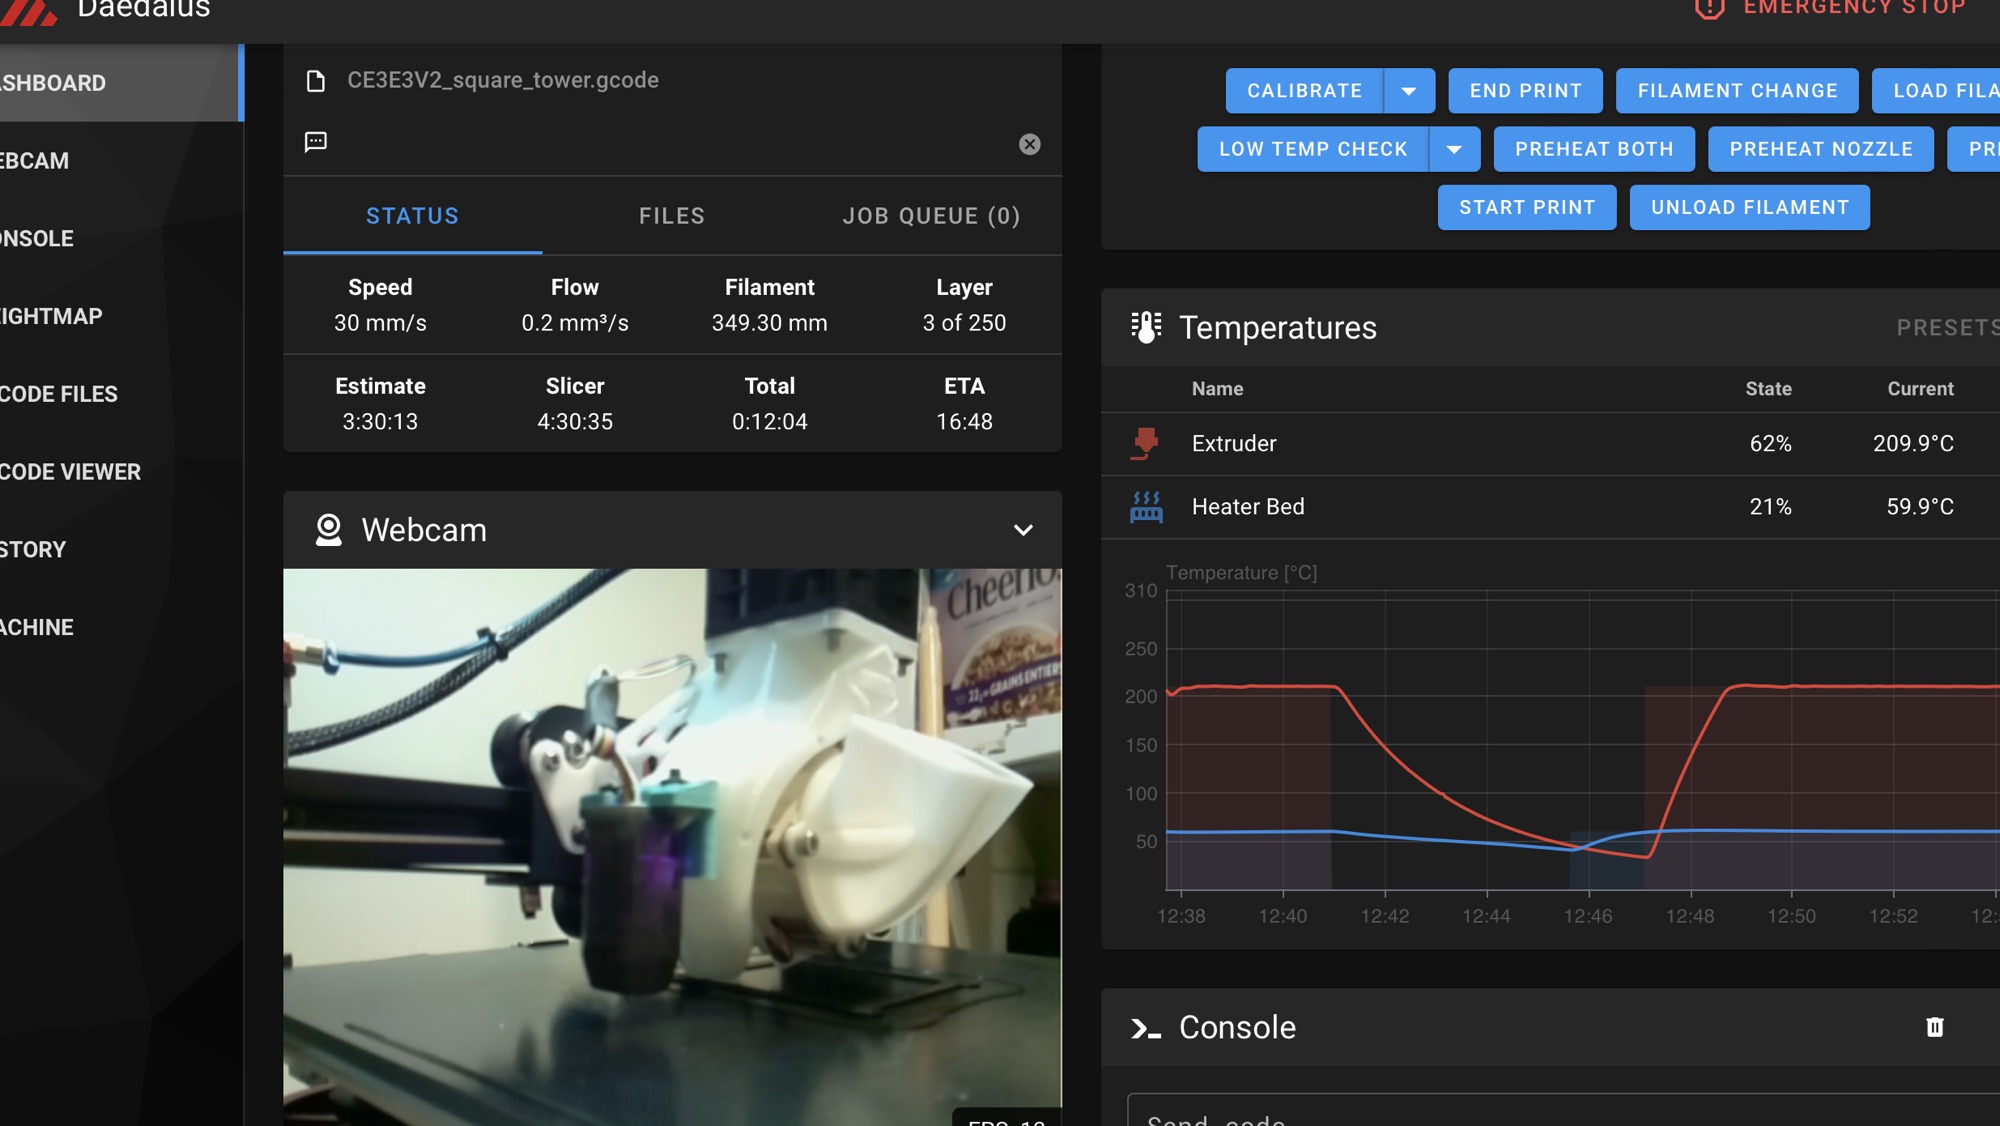 Daedalus
EMERGENCY STOP
ASHBOARD
EBCAM
ONSOLE
EIGHTMAP
CODE FILES
CODE VIEWER
STORY
ACHINE
CE3E3V2_square_tower.gcode
STATUS FILES JOB QUEUE (0)
Speed Flow Filament Layer
30 mm/s 0.2 mm³/s 349.30 mm 3 of 250
Estimate Slicer Total ETA
3:30:13 4:30:35 0:12:04 16:48
Webcam
Cheerio
22g GRAINS ENTIER
CALIBRATE END PRINT FILAMENT CHANGE LOAD FILA
LOW TEMP CHECK PREHEAT BOTH PREHEAT NOZZLE PR
START PRINT UNLOAD FILAMENT
Temperatures PRESETS
Name State Current
Extruder 62% 209.9°C
Heater Bed 21% 59.9°C
Temperature [°C]
310
250
200
150
100
50
12:38 12:40 12:42 12:44 12:46 12:48 12:50 12:52 12:
Console
Send code